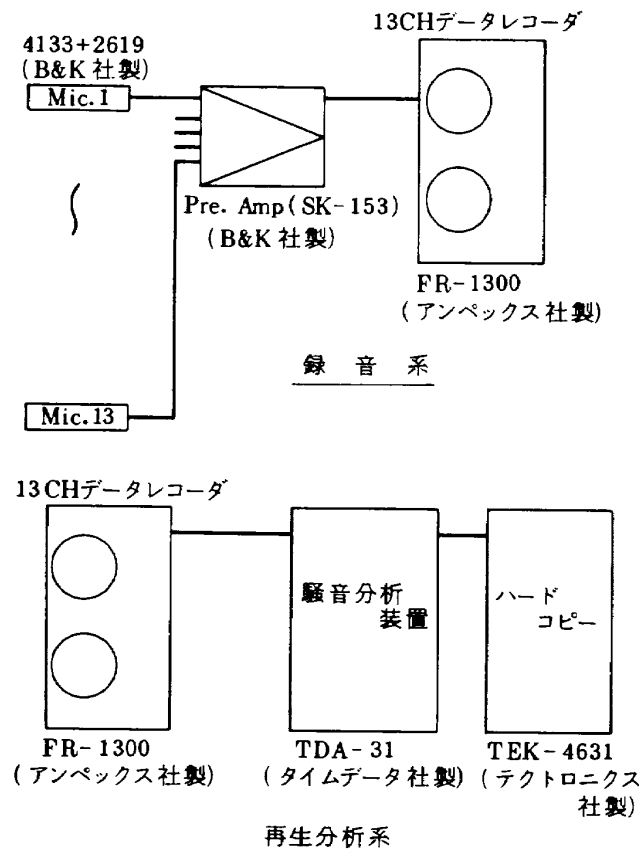 13CHデータレコーダ
4133+2619
(B&K社製)
Mic.1
Pre. Amp(SK-153)
(B&K社製)
FR-1300
(アンペックス社製)
録音系
Mic.13
13CHデータレコーダ
騒音分析
装置
ハード
コピー
FR-1300
(アンペックス社製)
TDA-31
(タイムデータ社製)
TEK-4631
(テクトロニクス
社製)
再生分析系